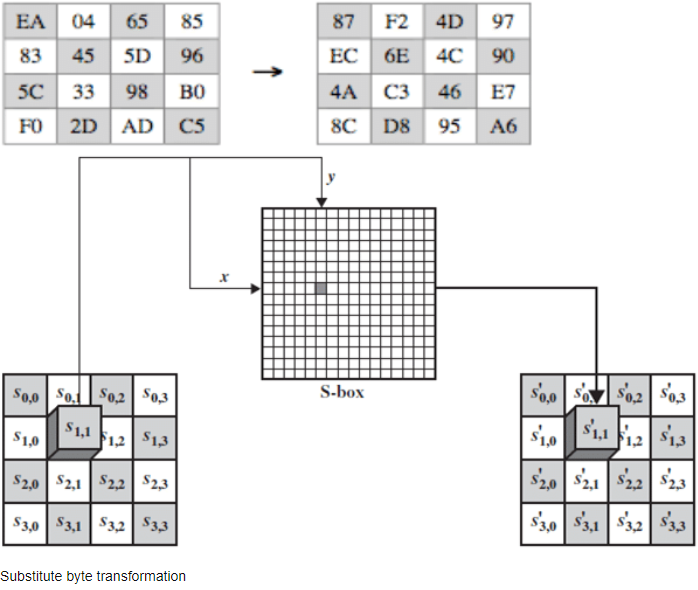 EA 04 65 85 87 F2 4D 97
83 45 5D 96 EC 6E 4C 90
5C 33 98 B0 4A C3 46 E7
F0 2D AD C5 8C D8 95 A6
y
x
S-box
s0,0 s0,1 s0,2 s0,3 s'0,0 s'0, s'0,2 s'0,3
s1,0 s1,1 s1,2 s1,3 s'1,0 s'1,1 s'1,2 s'1,3
s2,0 s2,1 s2,2 s2,3 s'2,0 s'2,1 s'2,2 s'2,3
s3,0 s3,1 s3,2 s3,3 s'3,0 s'3,1 s'3,2 s'3,3
Substitute byte transformation